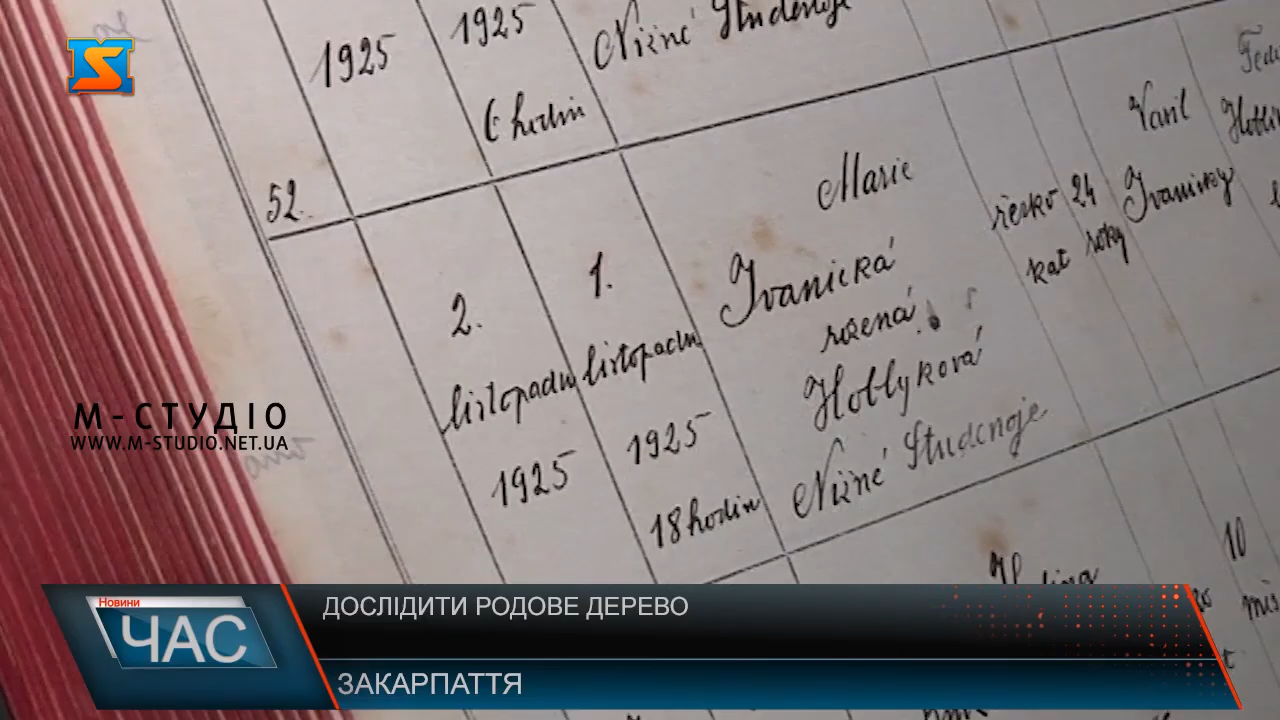 1925
1925
Nižné Studenoje
6 hodin
52.
2.
listopadu
1925
1.
listopadu
1925
18 hodin
Marie
Ivanická
rozená
Hoblyková
Nižné Studenoje
řecko
kat
24
roky
Vasil
Ivanický
10
М-СТУДІО
WWW.M-STUDIO.NET.UA
Новини
ЧАС
ДОСЛІДИТИ РОДОВЕ ДЕРЕВО
ЗАКАРПАТТЯ